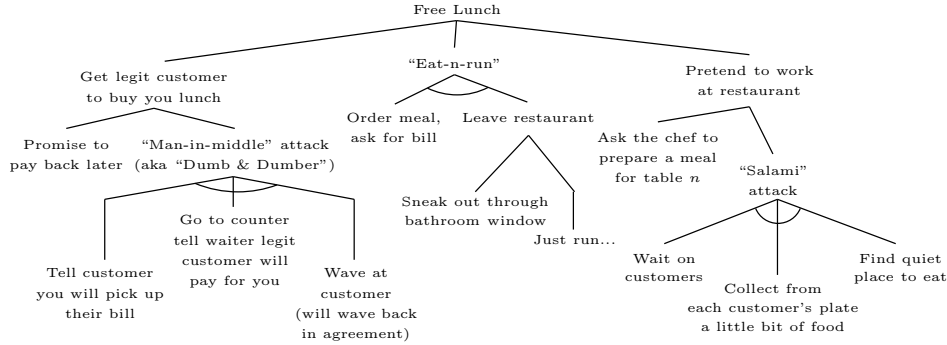 Free Lunch
Get legit customer
to buy you lunch
“Eat-n-run”
Pretend to work
at restaurant
Promise to
pay back later
“Man-in-middle” attack
(aka “Dumb & Dumber”)
Order meal,
ask for bill
Leave restaurant
Ask the chef to
prepare a meal
for table n
“Salami”
attack
Tell customer
you will pick up
their bill
Go to counter
tell waiter legit
customer will
pay for you
Wave at
customer
(will wave back
in agreement)
Sneak out through
bathroom window
Just run...
Wait on
customers
Collect from
each customer’s plate
a little bit of food
Find quiet
place to eat